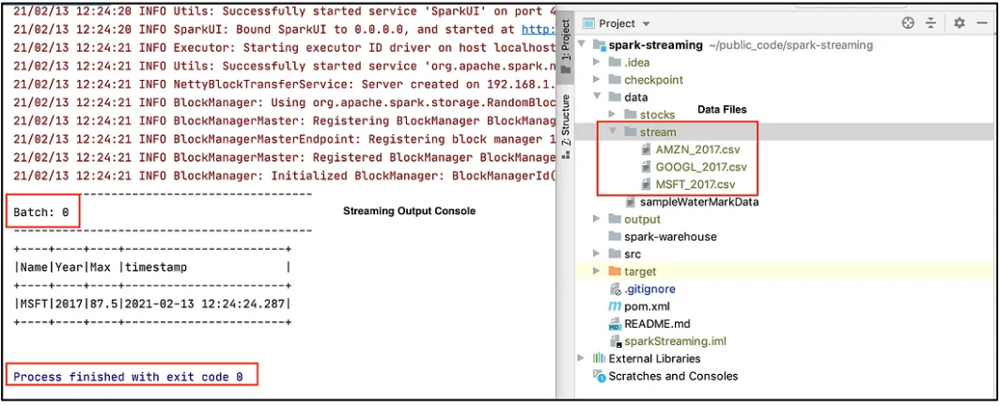 21/02/13 12:24:20 INFO Utils: Successfully started service 'SparkUI' on port 4
21/02/13 12:24:20 INFO SparkUI: Bound SparkUI to 0.0.0.0, and started at http:
21/02/13 12:24:21 INFO Executor: Starting executor ID driver on host localhost
21/02/13 12:24:21 INFO Utils: Successfully started service 'org.apache.spark.n
21/02/13 12:24:21 INFO NettyBlockTransferService: Server created on 192.168.1.
21/02/13 12:24:21 INFO BlockManager: Using org.apache.spark.storage.RandomBloc
21/02/13 12:24:21 INFO BlockManagerMaster: Registering BlockManager BlockManag
21/02/13 12:24:21 INFO BlockManagerMasterEndpoint: Registering block manager 1
21/02/13 12:24:21 INFO BlockManagerMaster: Registered BlockManager BlockManage
21/02/13 12:24:21 INFO BlockManager: Initialized BlockManager: BlockManagerId(
-------------------------------------------
Batch: 0
Streaming Output Console
-------------------------------------------
+----+----+----+-----------------------+
|Name|Year|Max |timestamp              |
+----+----+----+-----------------------+
|MSFT|2017|87.5|2021-02-13 12:24:24.287|
+----+----+----+-----------------------+
Process finished with exit code 0
1: Project
Z: Structure
Project
spark-streaming ~/public_code/spark-streaming
.idea
checkpoint
data
stocks
Data Files
stream
AMZN_2017.csv
GOOGL_2017.csv
MSFT_2017.csv
sampleWaterMarkData
output
spark-warehouse
src
target
.gitignore
pom.xml
README.md
sparkStreaming.iml
External Libraries
Scratches and Consoles